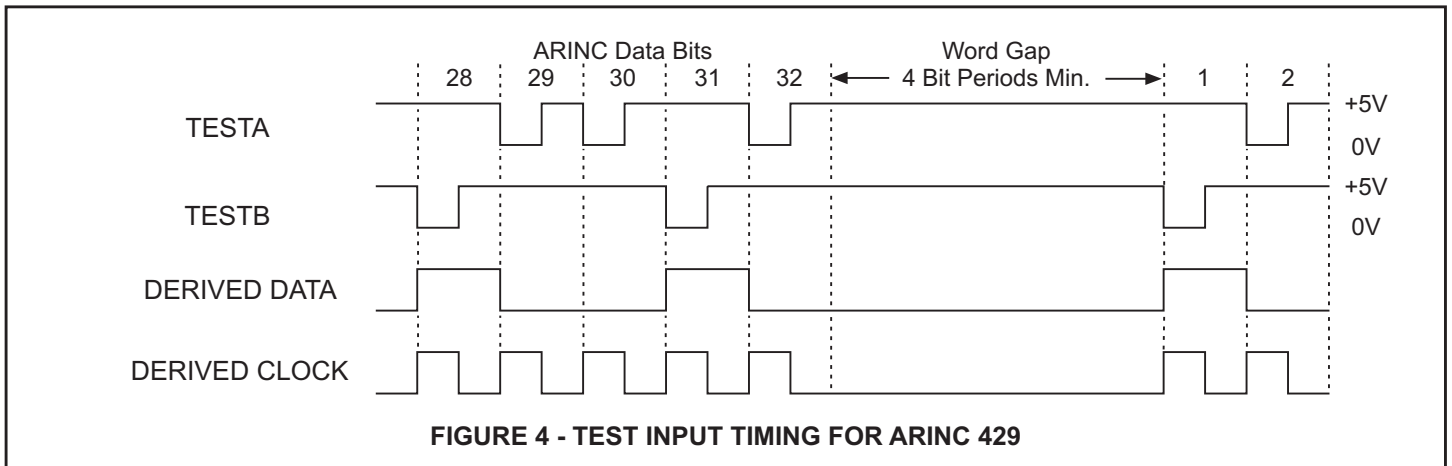 ARINC Data Bits
Word Gap
28 29 30 31 32 4 Bit Periods Min. 1 2
TESTA
+5V
0V
TESTB
+5V
0V
DERIVED DATA
DERIVED CLOCK
FIGURE 4 - TEST INPUT TIMING FOR ARINC 429